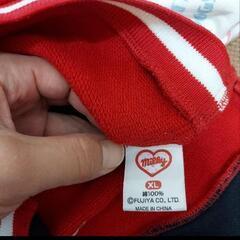 milky
XL
綿100%
©FUJIYA CO., LTD.
MADE IN CHINA